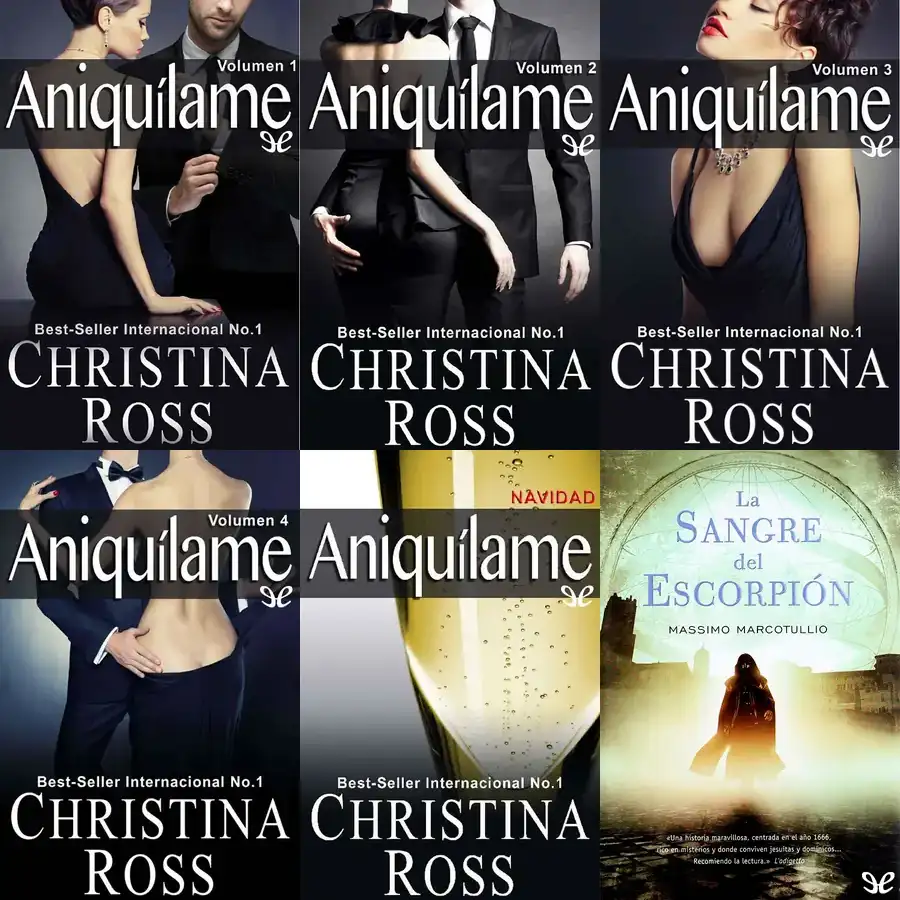 Volumen 1
Aniquílame
Best-Seller Internacional No.1
CHRISTINA
ROSS
Volumen 2
Aniquílame
Best-Seller Internacional No.1
CHRISTINA
ROSS
Volumen 3
Aniquílame
Best-Seller Internacional No.1
CHRISTINA
ROSS
Volumen 4
Aniquílame
Best-Seller Internacional No.1
CHRISTINA
ROSS
NAVIDAD
Aniquílame
Best-Seller Internacional No.1
CHRISTINA
ROSS
La
SANGRE
del
ESCORPIÓN
MASSIMO MARCOTULLIO
«Una historia maravillosa, centrada en el año 1666,
rico en misterios y donde conviven jesuitas y dominicos...
Recomiendo la lectura.» L'adigetto